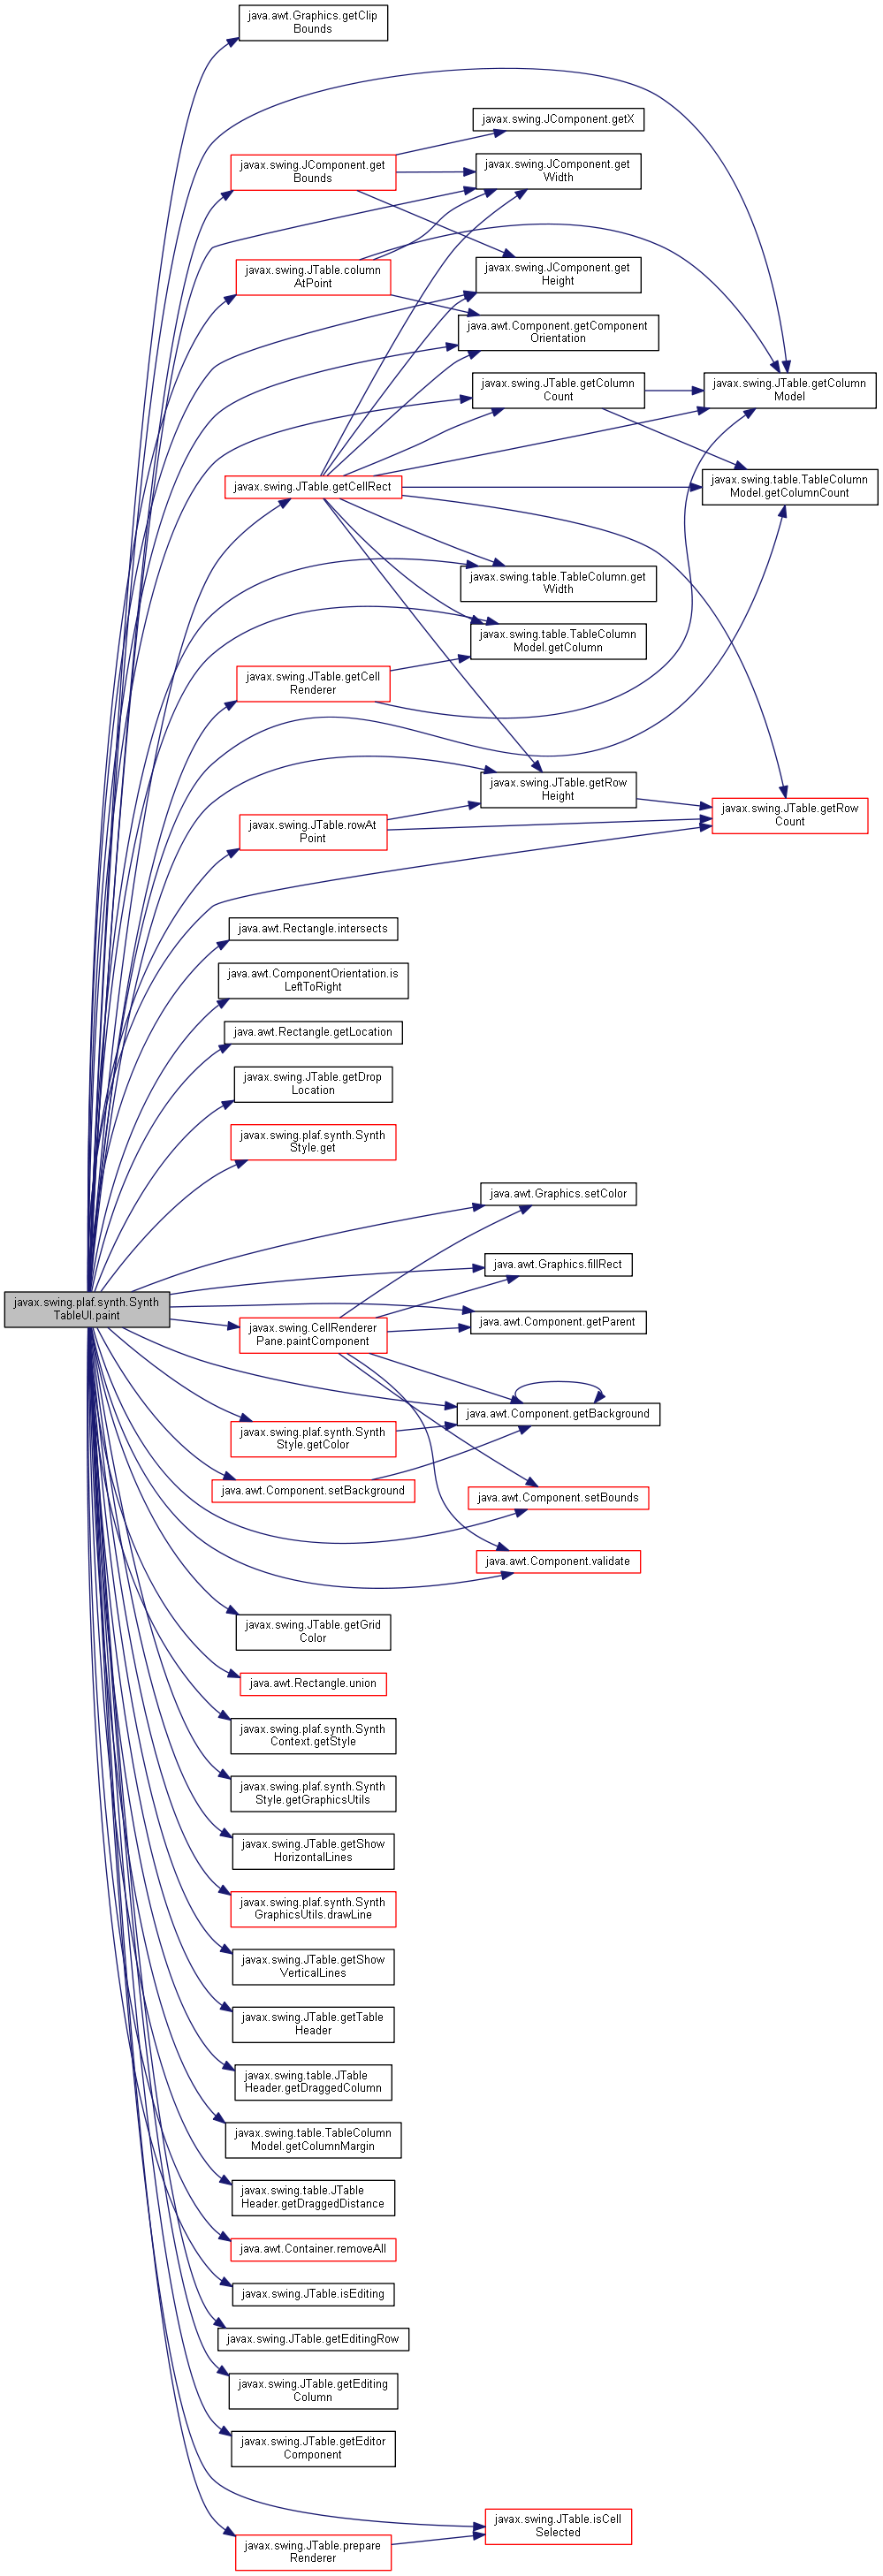 java.awt.Graphics.getClip
Bounds
javax.swing.JComponent.getX
javax.swing.JComponent.get
Bounds
javax.swing.JComponent.get
Width
javax.swing.JTable.column
AtPoint
javax.swing.JComponent.get
Height
java.awt.Component.getComponent
Orientation
javax.swing.JTable.getColumn
Count
javax.swing.JTable.getColumn
Model
javax.swing.JTable.getCellRect
javax.swing.table.TableColumn
Model.getColumnCount
javax.swing.table.TableColumn.get
Width
javax.swing.table.TableColumn
Model.getColumn
javax.swing.JTable.getCell
Renderer
javax.swing.JTable.getRow
Height
javax.swing.JTable.getRow
Count
javax.swing.JTable.rowAt
Point
java.awt.Rectangle.intersects
java.awt.ComponentOrientation.is
LeftToRight
java.awt.Rectangle.getLocation
javax.swing.JTable.getDrop
Location
javax.swing.plaf.synth.Synth
Style.get
java.awt.Graphics.setColor
java.awt.Graphics.fillRect
javax.swing.plaf.synth.Synth
TableUI.paint
javax.swing.CellRenderer
Pane.paintComponent
java.awt.Component.getParent
java.awt.Component.getBackground
javax.swing.plaf.synth.Synth
Style.getColor
java.awt.Component.setBackground
java.awt.Component.setBounds
java.awt.Component.validate
javax.swing.JTable.getGrid
Color
java.awt.Rectangle.union
javax.swing.plaf.synth.Synth
Context.getStyle
javax.swing.plaf.synth.Synth
Style.getGraphicsUtils
javax.swing.JTable.getShow
HorizontalLines
javax.swing.plaf.synth.Synth
GraphicsUtils.drawLine
javax.swing.JTable.getShow
VerticalLines
javax.swing.JTable.getTable
Header
javax.swing.table.JTable
Header.getDraggedColumn
javax.swing.table.TableColumn
Model.getColumnMargin
javax.swing.table.JTable
Header.getDraggedDistance
java.awt.Container.removeAll
javax.swing.JTable.isEditing
javax.swing.JTable.getEditingRow
javax.swing.JTable.getEditing
Column
javax.swing.JTable.getEditor
Component
javax.swing.JTable.isCell
Selected
javax.swing.JTable.prepare
Renderer